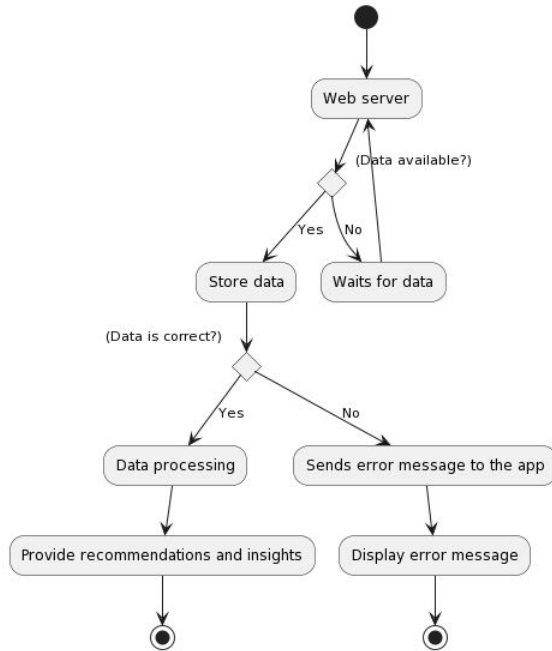 Web server
(Data available?)
Yes
No
Store data
Waits for data
(Data is correct?)
Yes
No
Data processing
Sends error message to the app
Provide recommendations and insights
Display error message